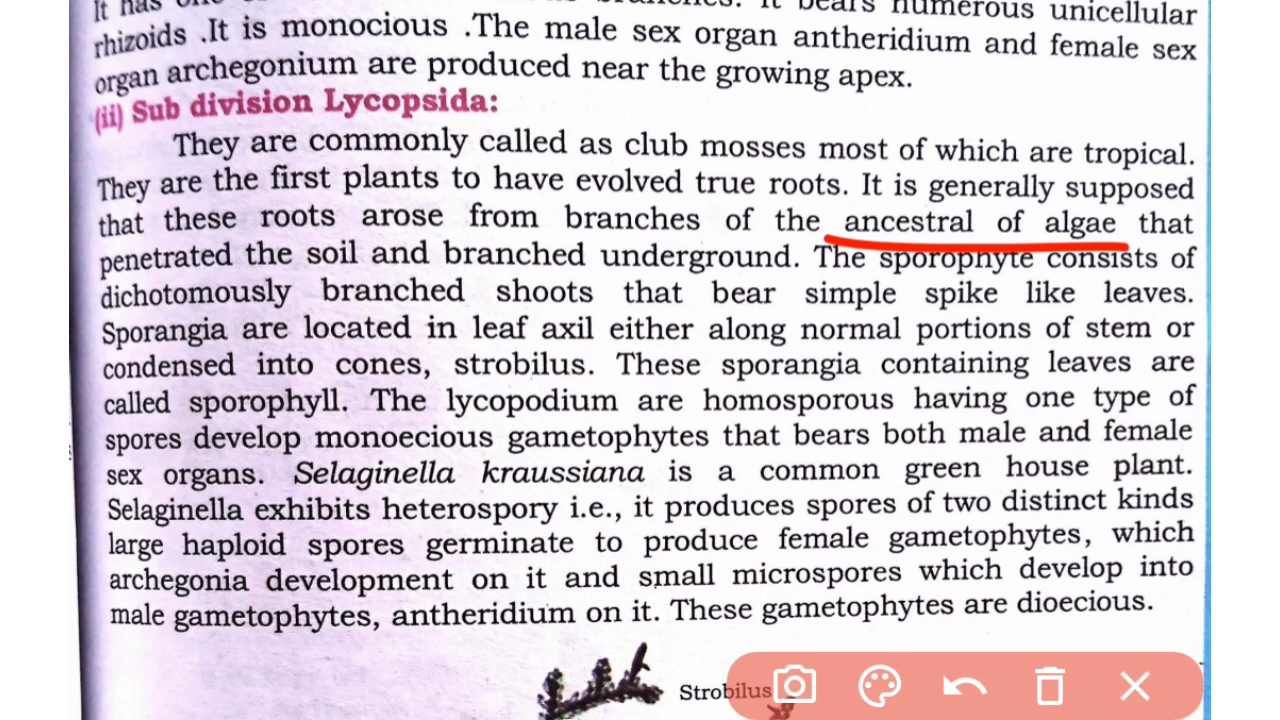 It has one of branches. It bears numerous unicellular
rhizoids .It is monocious .The male sex organ antheridium and female sex
organ archegonium are produced near the growing apex.
(ii) Sub division Lycopsida:
They are commonly called as club mosses most of which are tropical.
They are the first plants to have evolved true roots. It is generally supposed
that these roots arose from branches of the ancestral of algae that
penetrated the soil and branched underground. The sporophyte consists of
dichotomously branched shoots that bear simple spike like leaves.
Sporangia are located in leaf axil either along normal portions of stem or
condensed into cones, strobilus. These sporangia containing leaves are
called sporophyll. The lycopodium are homosporous having one type of
spores develop monoecious gametophytes that bears both male and female
sex organs. Selaginella kraussiana is a common green house plant.
Selaginella exhibits heterospory i.e., it produces spores of two distinct kinds
large haploid spores germinate to produce female gametophytes, which
archegonia development on it and small microspores which develop into
male gametophytes, antheridium on it. These gametophytes are dioecious.
Strobilus